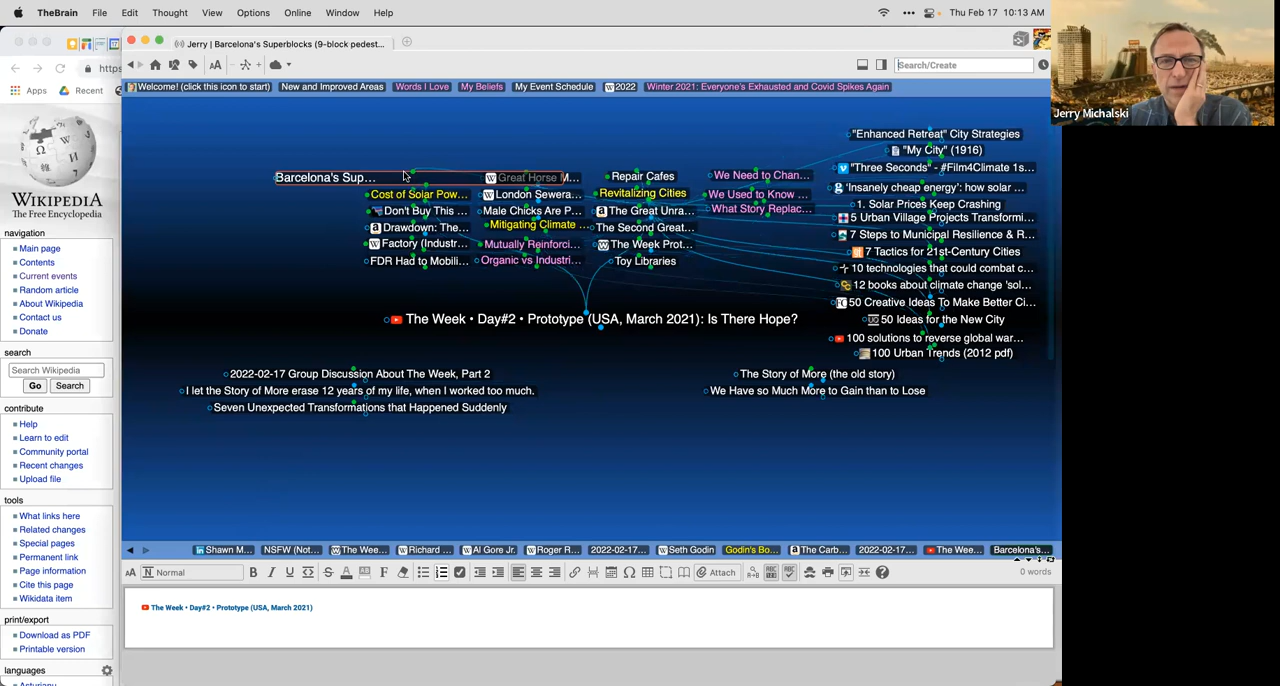 TheBrain File Edit Thought View Options Online Window Help Thu Feb 17 10:13 AM
Jerry | Barcelona's Superblocks (9-block pedest...
https
Search/Create
Apps Recent
Welcome! (click this icon to start) New and Improved Areas Words I Love My Beliefs My Event Schedule 2022 Winter 2021: Everyone's Exhausted and Covid Spikes Again
Jerry Michalski
WIKIPEDIA
The Free Encyclopedia
navigation
Main page
Contents
Current events
Random article
About Wikipedia
Contact us
Donate
search
Search Wikipedia
Go Search
contribute
Help
Learn to edit
Community portal
Recent changes
Upload file
tools
What links here
Related changes
Special pages
Permanent link
Page information
Cite this page
Wikidata item
print/export
Download as PDF
Printable version
languages
Asturianu
Barcelona's Sup...
Cost of Solar Pow...
Don't Buy This ...
Drawdown: The...
Factory (Industr...
FDR Had to Mobili...
Great Horse M...
London Sewera...
Male Chicks Are P...
Mitigating Climate ...
Mutually Reinforci...
Organic vs Industri...
Repair Cafes
Revitalizing Cities
The Great Unra...
The Second Great...
The Week Prot...
Toy Libraries
We Need to Chan...
We Used to Know ...
What Story Replac...
"Enhanced Retreat" City Strategies
"My City" (1916)
"Three Seconds" - #Film4Climate 1s...
'Insanely cheap energy': how solar ...
1. Solar Prices Keep Crashing
5 Urban Village Projects Transformi...
7 Steps to Municipal Resilience & R...
7 Tactics for 21st-Century Cities
10 technologies that could combat c...
12 books about climate change 'sol...
50 Creative Ideas To Make Better Ci...
50 Ideas for the New City
100 solutions to reverse global war...
100 Urban Trends (2012 pdf)
The Week • Day#2 • Prototype (USA, March 2021): Is There Hope?
2022-02-17 Group Discussion About The Week, Part 2
I let the Story of More erase 12 years of my life, when I worked too much.
Seven Unexpected Transformations that Happened Suddenly
The Story of More (the old story)
We Have so Much More to Gain than to Lose
Shawn M... NSFW (Not... The Wee... Richard ... Al Gore Jr. Roger R... 2022-02-17... Seth Godin Godin's Bo... The Carb... 2022-02-17... The Wee... Barcelona's...
Normal B I U S A F Attach 0 words
The Week • Day#2 • Prototype (USA, March 2021)